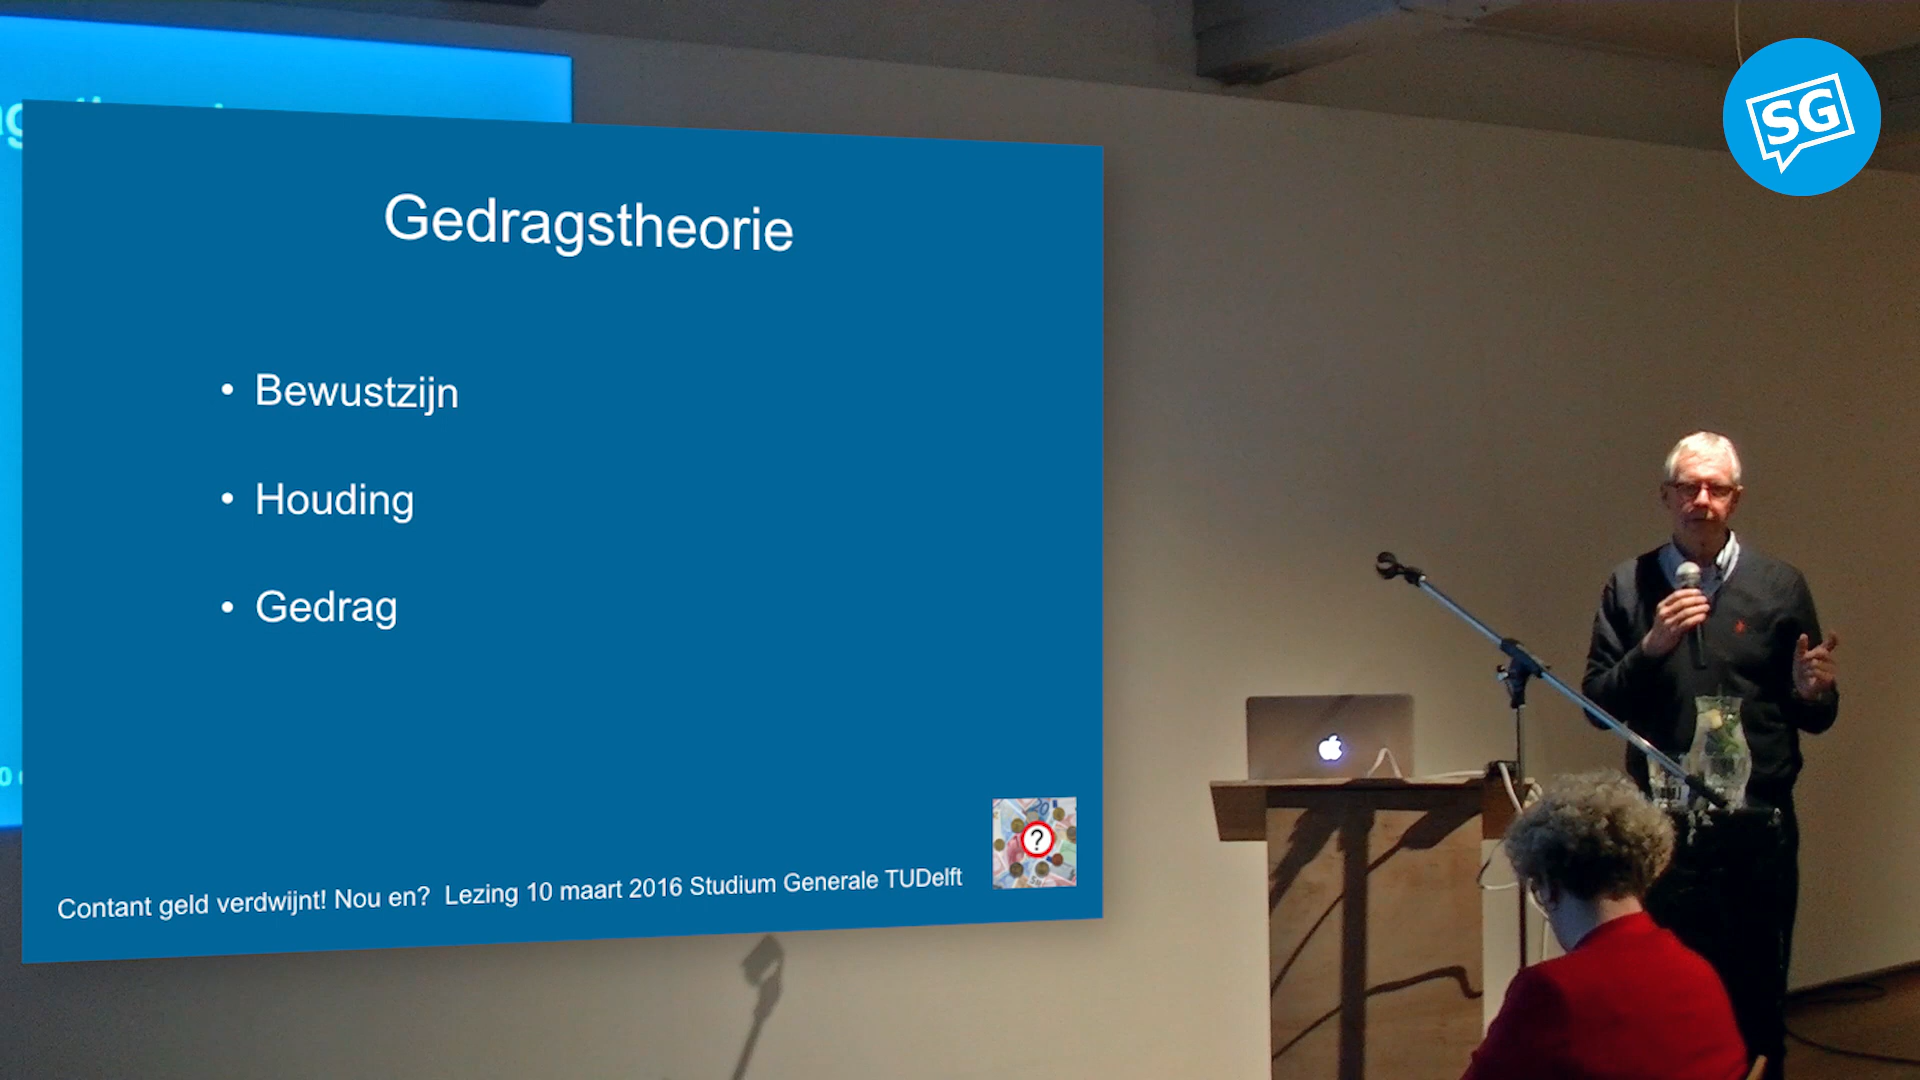 SG
Gedragstheorie
• Bewustzijn
• Houding
• Gedrag
Contant geld verdwijnt! Nou en? Lezing 10 maart 2016 Studium Generale TUDelft
?